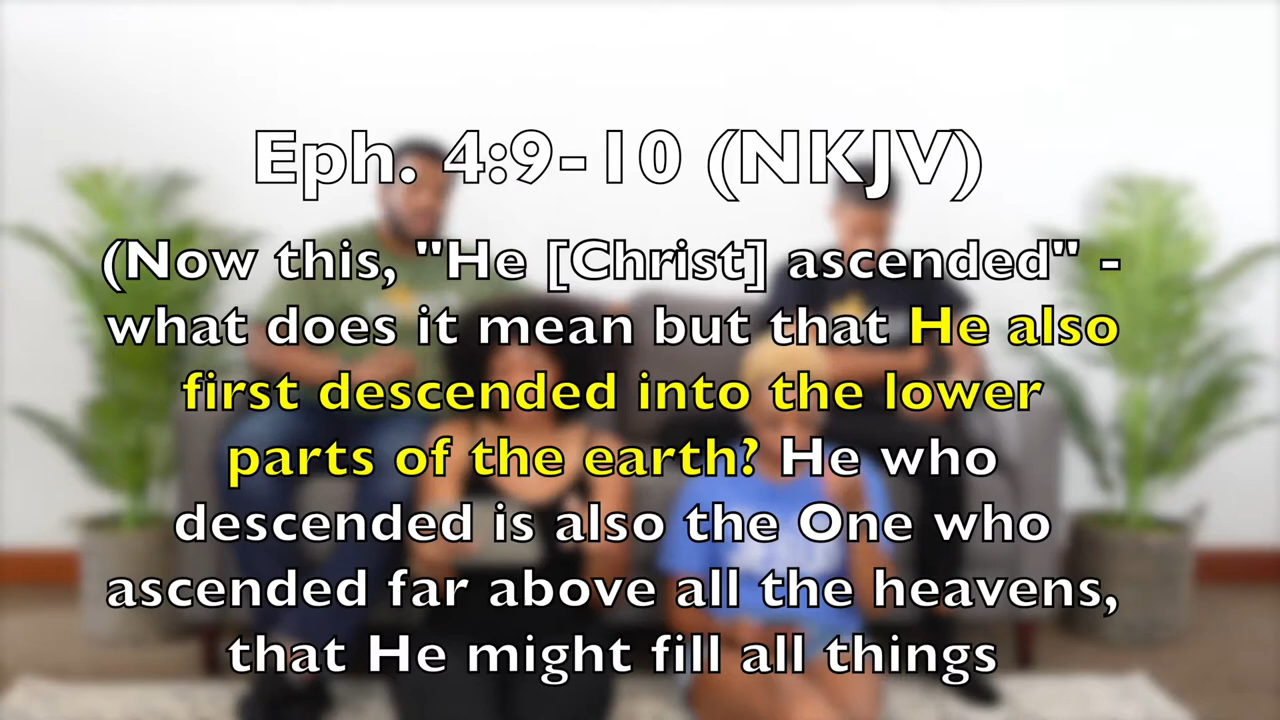 Eph. 4:9-10 (NKJV)
(Now this, "He [Christ] ascended" -
what does it mean but that He also
first descended into the lower
parts of the earth? He who
descended is also the One who
ascended far above all the heavens,
that He might fill all things